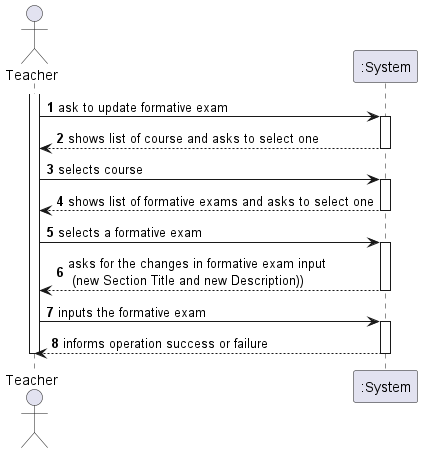 Teacher
:System
1 ask to update formative exam
2 shows list of course and asks to select one
3 selects course
4 shows list of formative exams and asks to select one
5 selects a formative exam
6 asks for the changes in formative exam input
(new Section Title and new Description))
7 inputs the formative exam
8 informs operation success or failure
Teacher
:System